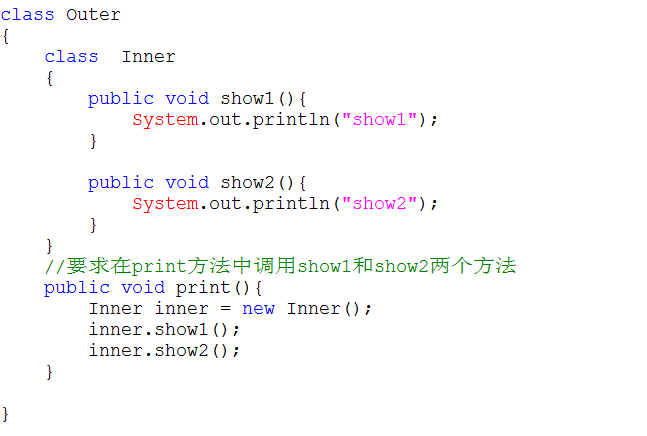 class Outer
{
    class  Inner
    {
        public void show1(){
            System.out.println("show1");
        }

        public void show2(){
            System.out.println("show2");
        }
    }
    //要求在print方法中调用show1和show2两个方法
    public void print(){
        Inner inner = new Inner();
        inner.show1();
        inner.show2();
    }

}